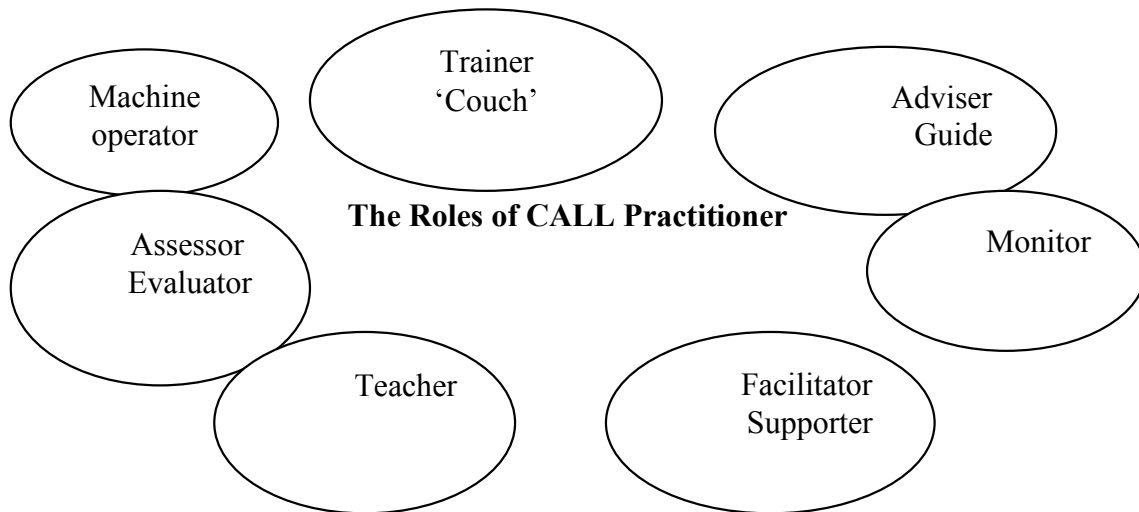 Trainer
‘Couch’
Machine
operator
Adviser
Guide
The Roles of CALL Practitioner
Assessor
Evaluator
Monitor
Teacher
Facilitator
Supporter